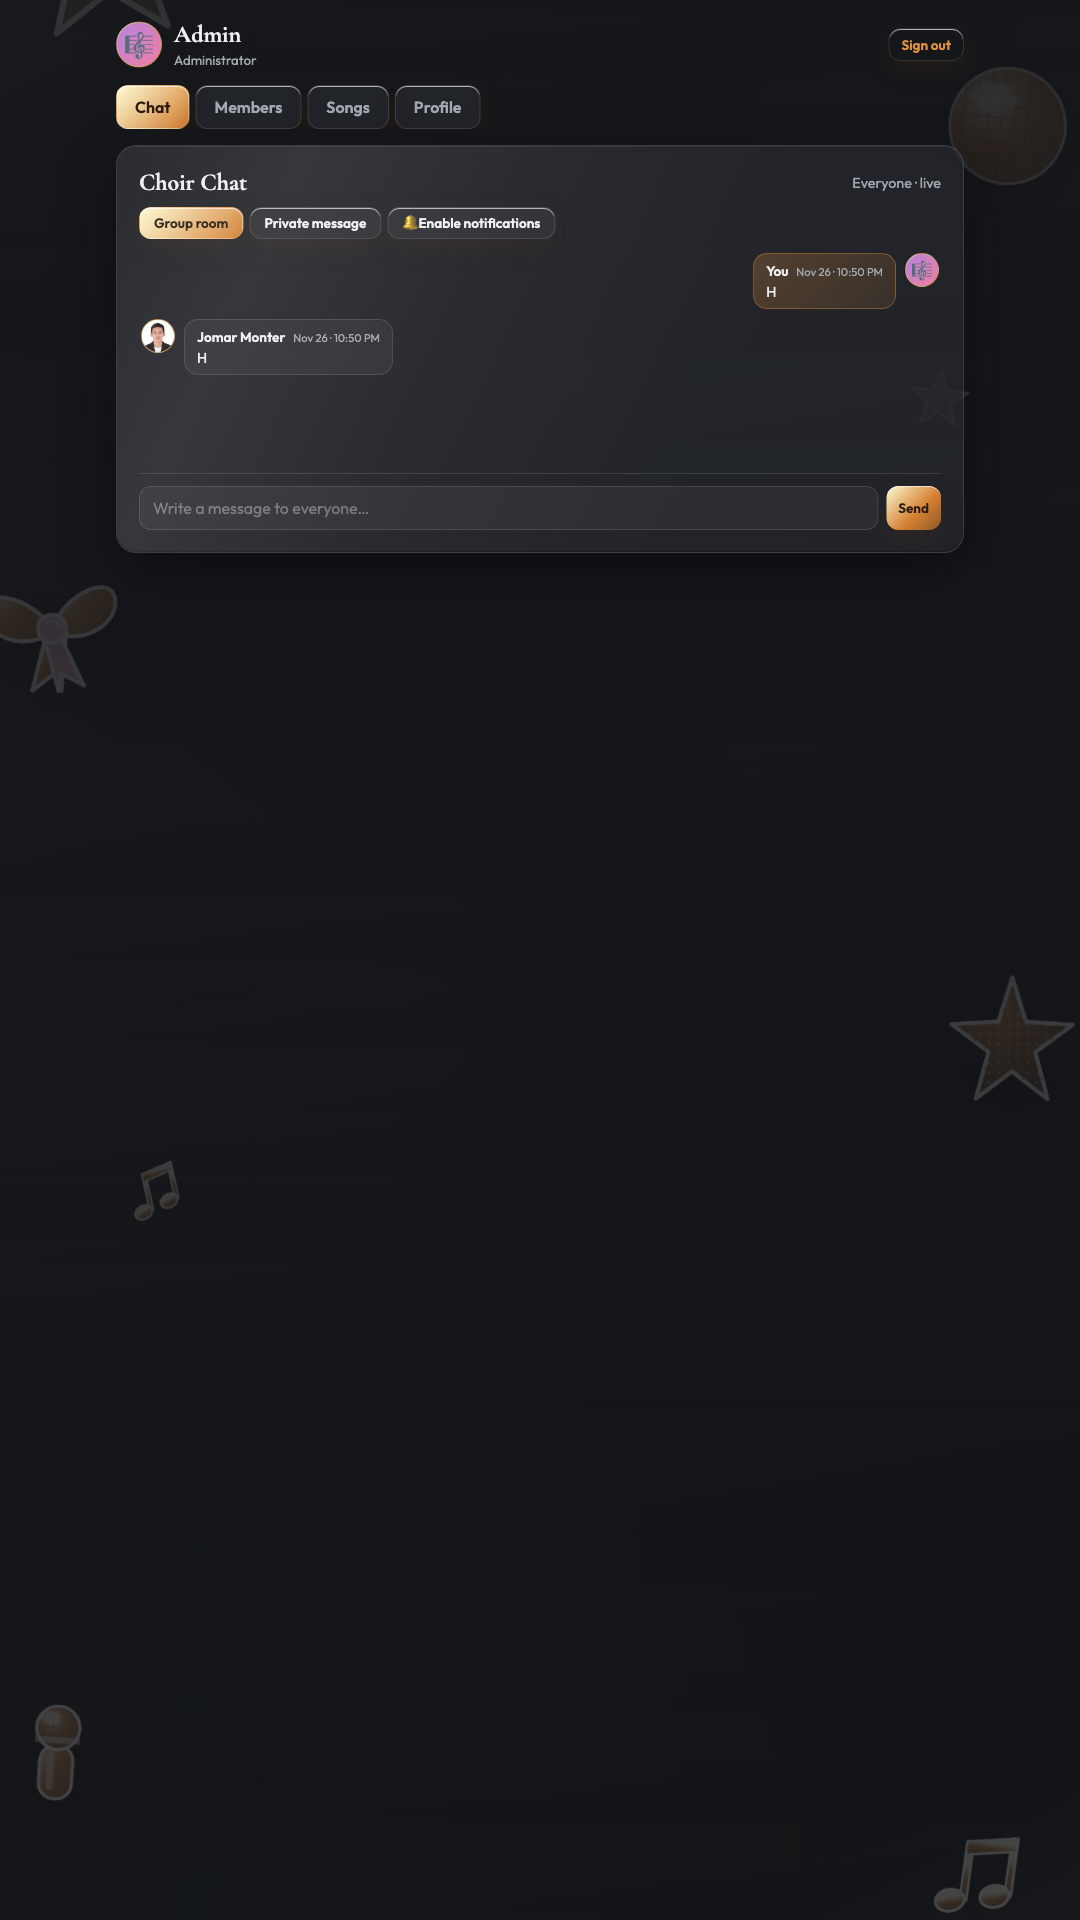 Admin
Administrator
Sign out
Chat
Members
Songs
Profile
Choir Chat
Everyone · live
Group room
Private message
🔔Enable notifications
You Nov 26 · 10:50 PM
H
Jomar Monter Nov 26 · 10:50 PM
H
Write a message to everyone…
Send